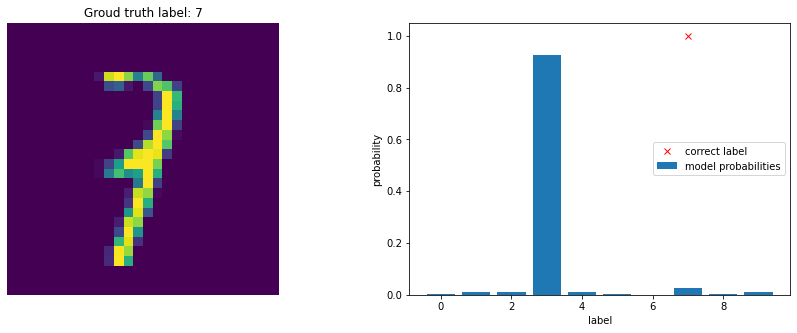 Groud truth label: 7
7
1.0
0.8
0.6
0.4
0.2
0.0
probability
correct label
model probabilities
0
2
4
6
8
label